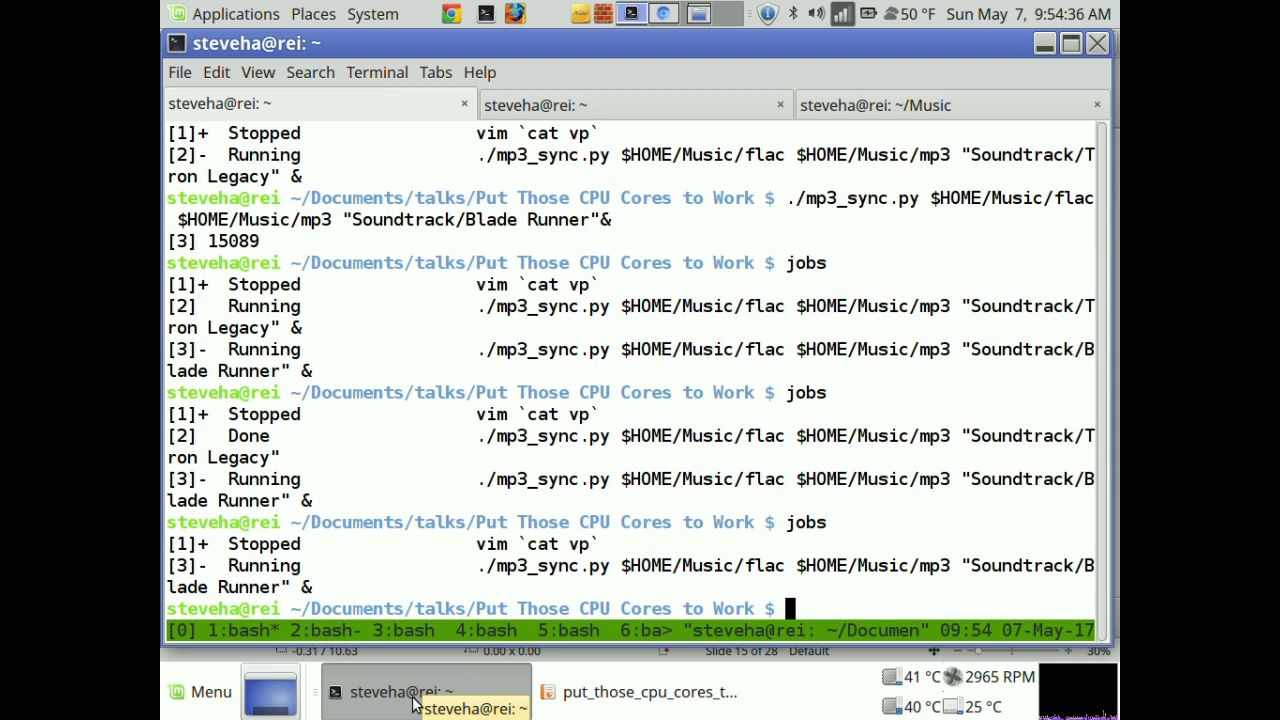 Applications Places System 50 °F Sun May 7, 9:54:36 AM
steveha@rei: ~
File Edit View Search Terminal Tabs Help
steveha@rei: ~ × steveha@rei: ~ × steveha@rei: ~/Music ×
[1]+ Stopped vim `cat vp`
[2]- Running ./mp3_sync.py $HOME/Music/flac $HOME/Music/mp3 "Soundtrack/T
ron Legacy" &
steveha@rei ~/Documents/talks/Put Those CPU Cores to Work $ ./mp3_sync.py $HOME/Music/flac
$HOME/Music/mp3 "Soundtrack/Blade Runner"&
[3] 15089
steveha@rei ~/Documents/talks/Put Those CPU Cores to Work $ jobs
[1]+ Stopped vim `cat vp`
[2] Running ./mp3_sync.py $HOME/Music/flac $HOME/Music/mp3 "Soundtrack/T
ron Legacy" &
[3]- Running ./mp3_sync.py $HOME/Music/flac $HOME/Music/mp3 "Soundtrack/B
lade Runner" &
steveha@rei ~/Documents/talks/Put Those CPU Cores to Work $ jobs
[1]+ Stopped vim `cat vp`
[2] Done ./mp3_sync.py $HOME/Music/flac $HOME/Music/mp3 "Soundtrack/T
ron Legacy"
[3]- Running ./mp3_sync.py $HOME/Music/flac $HOME/Music/mp3 "Soundtrack/B
lade Runner" &
steveha@rei ~/Documents/talks/Put Those CPU Cores to Work $ jobs
[1]+ Stopped vim `cat vp`
[3]- Running ./mp3_sync.py $HOME/Music/flac $HOME/Music/mp3 "Soundtrack/B
lade Runner" &
steveha@rei ~/Documents/talks/Put Those CPU Cores to Work $
[0] 1:bash* 2:bash- 3:bash 4:bash 5:bash 6:ba> "steveha@rei: ~/Documen" 09:54 07-May-17
-0.31 / 10.63 0.00 x 0.00 Slide 15 of 28 Default 30%
Menu steveha@rei: ~ put_those_cpu_cores_t... 41 °C 2965 RPM
steveha@rei: ~ 40 °C 25 °C